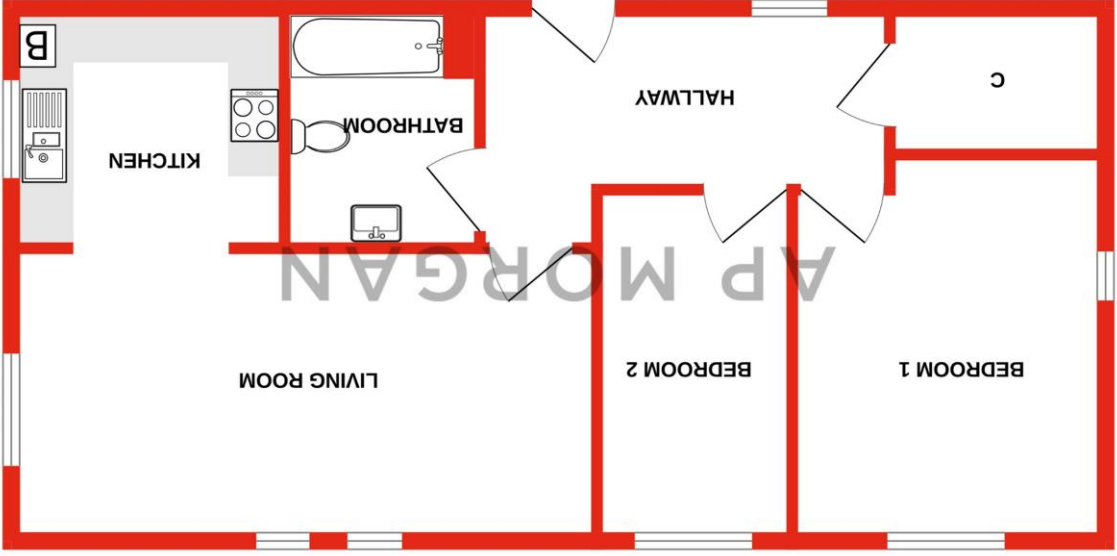 BEDROOM 1
BEDROOM 2
LIVING ROOM
AP MORGAN
KITCHEN
BATHROOM
HALLWAY
C
B